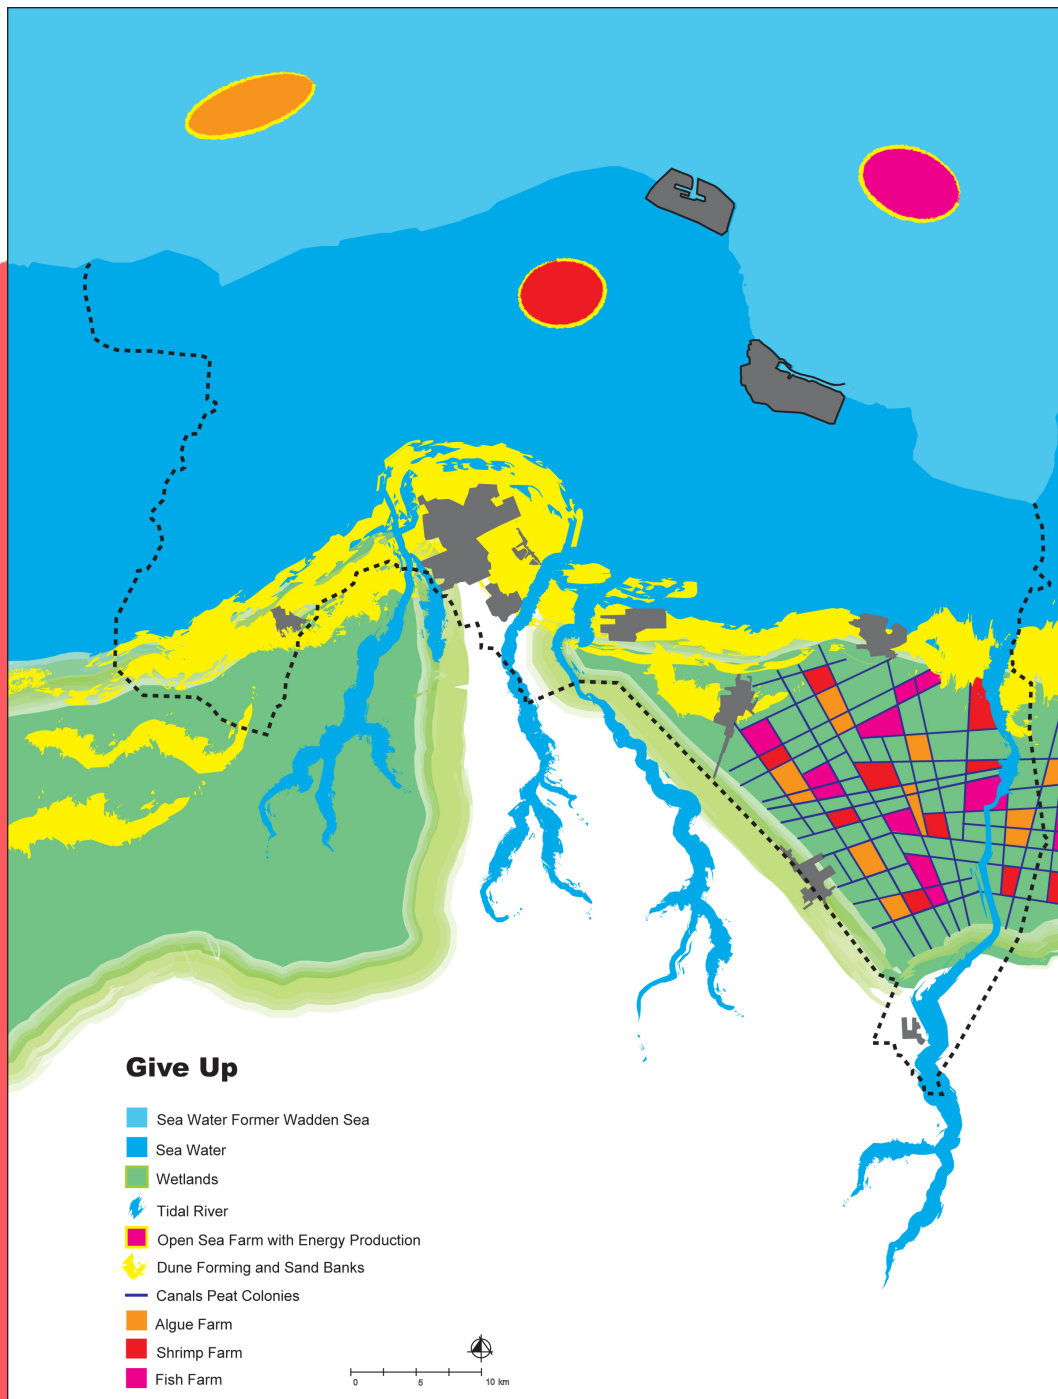 Give Up
Sea Water Former Wadden Sea
Sea Water
Wetlands
Tidal River
Open Sea Farm with Energy Production
Dune Forming and Sand Banks
Canals Peat Colonies
Algue Farm
Shrimp Farm
Fish Farm
0 5 10 km